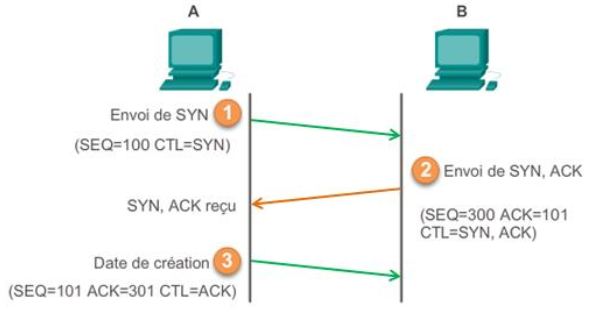 A
B
Envoi de SYN 1
(SEQ=100 CTL=SYN)
2 Envoi de SYN, ACK
SYN, ACK reçu
(SEQ=300 ACK=101
CTL=SYN, ACK)
Date de création 3
(SEQ=101 ACK=301 CTL=ACK)